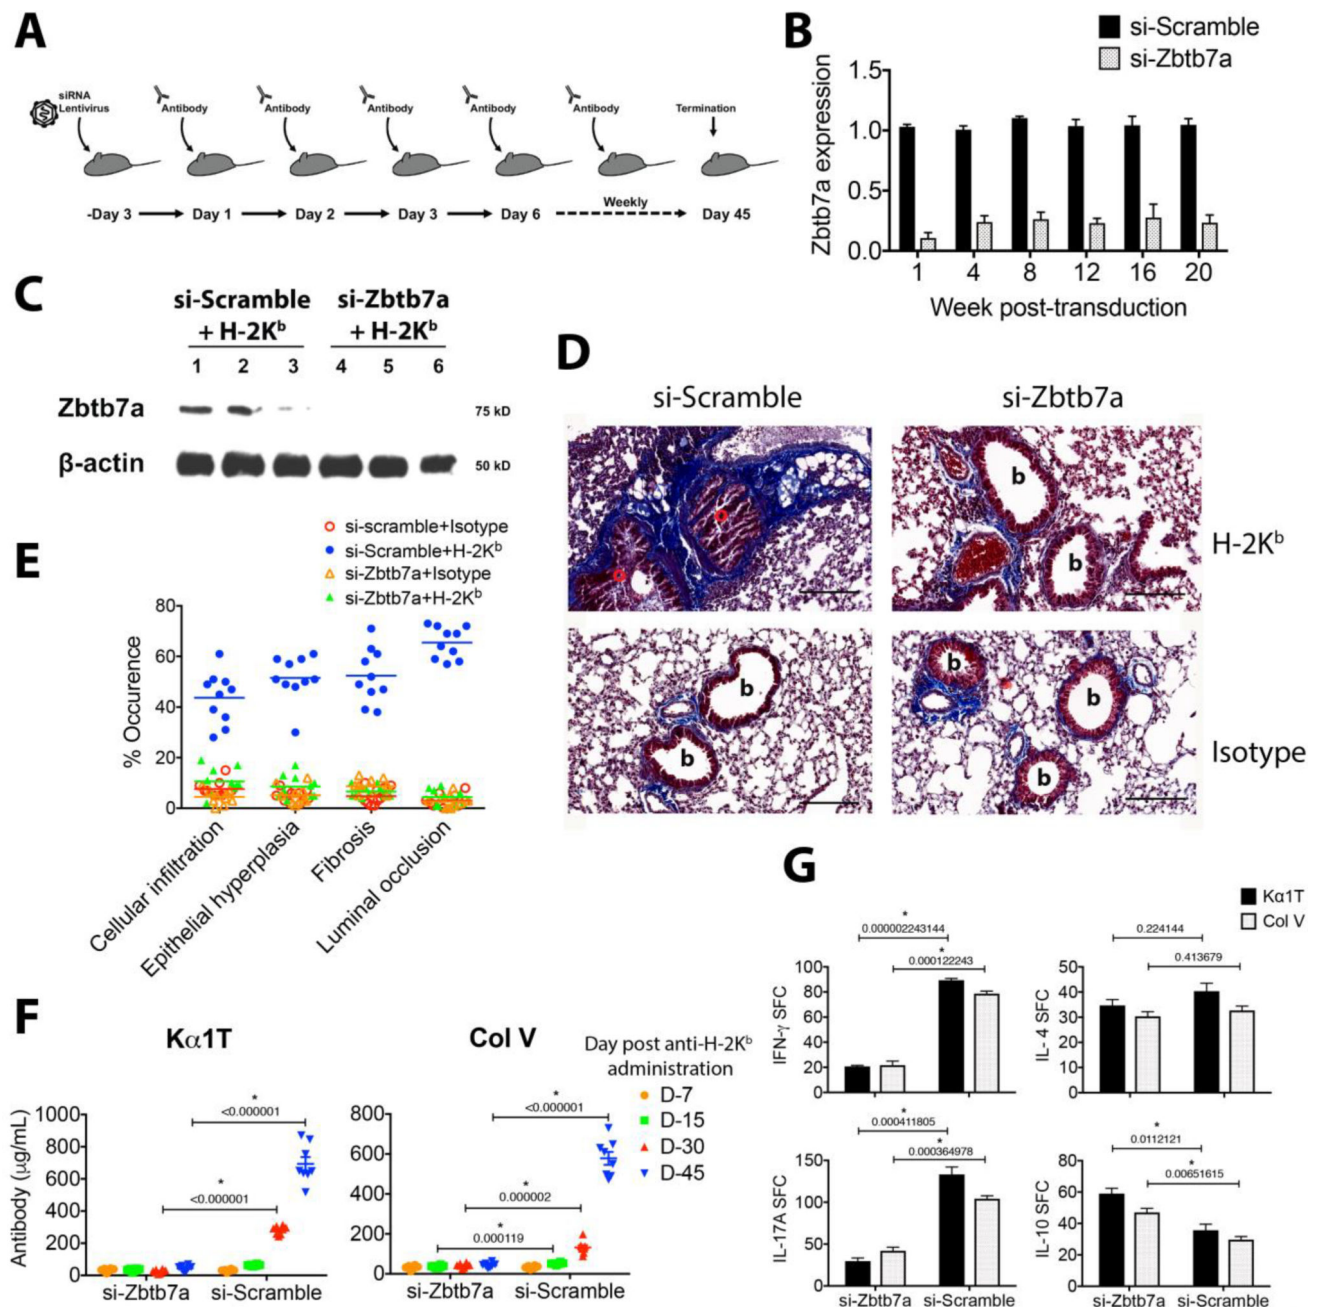 A
siRNA
Lentivirus
Antibody
Antibody
Antibody
Antibody
Antibody
Termination
-Day 3
Day 1
Day 2
Day 3
Day 6
Weekly
Day 45
B
si-Scramble
si-Zbtb7a
Zbtb7a expression
1.5
1.0
0.5
0.0
1 4 8 12 16 20
Week post-transduction
C
si-Scramble si-Zbtb7a
+ H-2Kᵇ + H-2Kᵇ
1 2 3 4 5 6
Zbtb7a 75 kD
β-actin 50 kD
D
si-Scramble si-Zbtb7a
b
b
H-2Kᵇ
b
b
b
b
b
Isotype
E
si-scramble+Isotype
si-Scramble+H-2Kᵇ
si-Zbtb7a+Isotype
si-Zbtb7a+H-2Kᵇ
% Occurence
80
60
40
20
0
Cellular infiltration
Epithelial hyperplasia
Fibrosis
Luminal occlusion
F
Kα1T
Antibody (µg/mL)
1000
800
600
400
200
0
*
<0.000001
*
<0.000001
si-Zbtb7a si-Scramble
Col V
800
600
400
200
0
*
<0.000001
*
0.000002
*
0.000119
si-Zbtb7a si-Scramble
Day post anti-H-2Kᵇ
administration
D-7
D-15
D-30
D-45
G
Kα1T
Col V
*
0.000002243144
*
0.000122243
IFN-γ SFC
100
80
60
40
20
0
0.224144
0.413679
IL- 4 SFC
50
40
30
20
10
0
*
0.000411805
*
0.000364978
IL-17A SFC
150
100
50
0
si-Zbtb7a si-Scramble
*
0.0112121
*
0.00651615
IL-10 SFC
80
60
40
20
0
si-Zbtb7a si-Scramble